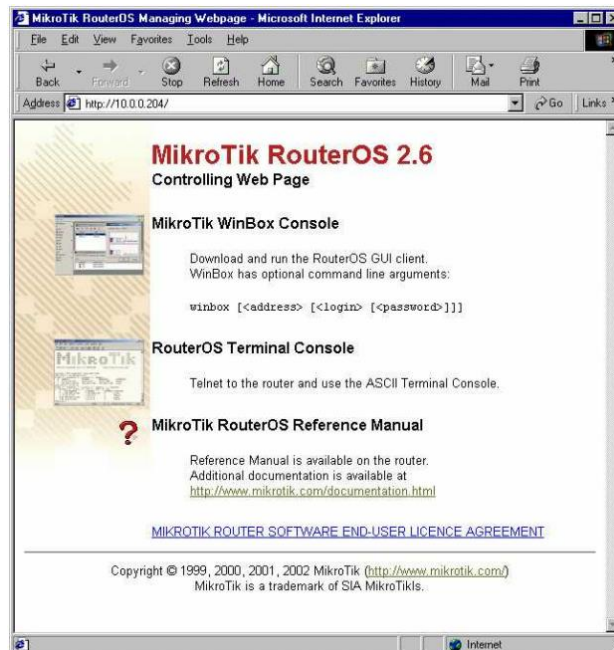 MikroTik RouterOS Managing Webpage - Microsoft Internet Explorer
File Edit View Favorites Tools Help
Back Forward Stop Refresh Home Search Favorites History Mail Print
Address http://10.0.0.204/ Go Links
MikroTik RouterOS 2.6
Controlling Web Page
MikroTik WinBox Console
Download and run the RouterOS GUI client.
WinBox has optional command line arguments:
winbox [<address> [<login> [<password>]]]
RouterOS Terminal Console
MikroTik
Telnet to the router and use the ASCII Terminal Console.
? MikroTik RouterOS Reference Manual
Reference Manual is available on the router.
Additional documentation is available at
http://www.mikrotik.com/documentation.html
MIKROTIK ROUTER SOFTWARE END-USER LICENCE AGREEMENT
Copyright © 1999, 2000, 2001, 2002 MikroTik (http://www.mikrotik.com/)
MikroTik is a trademark of SIA MikroTikls.
Internet